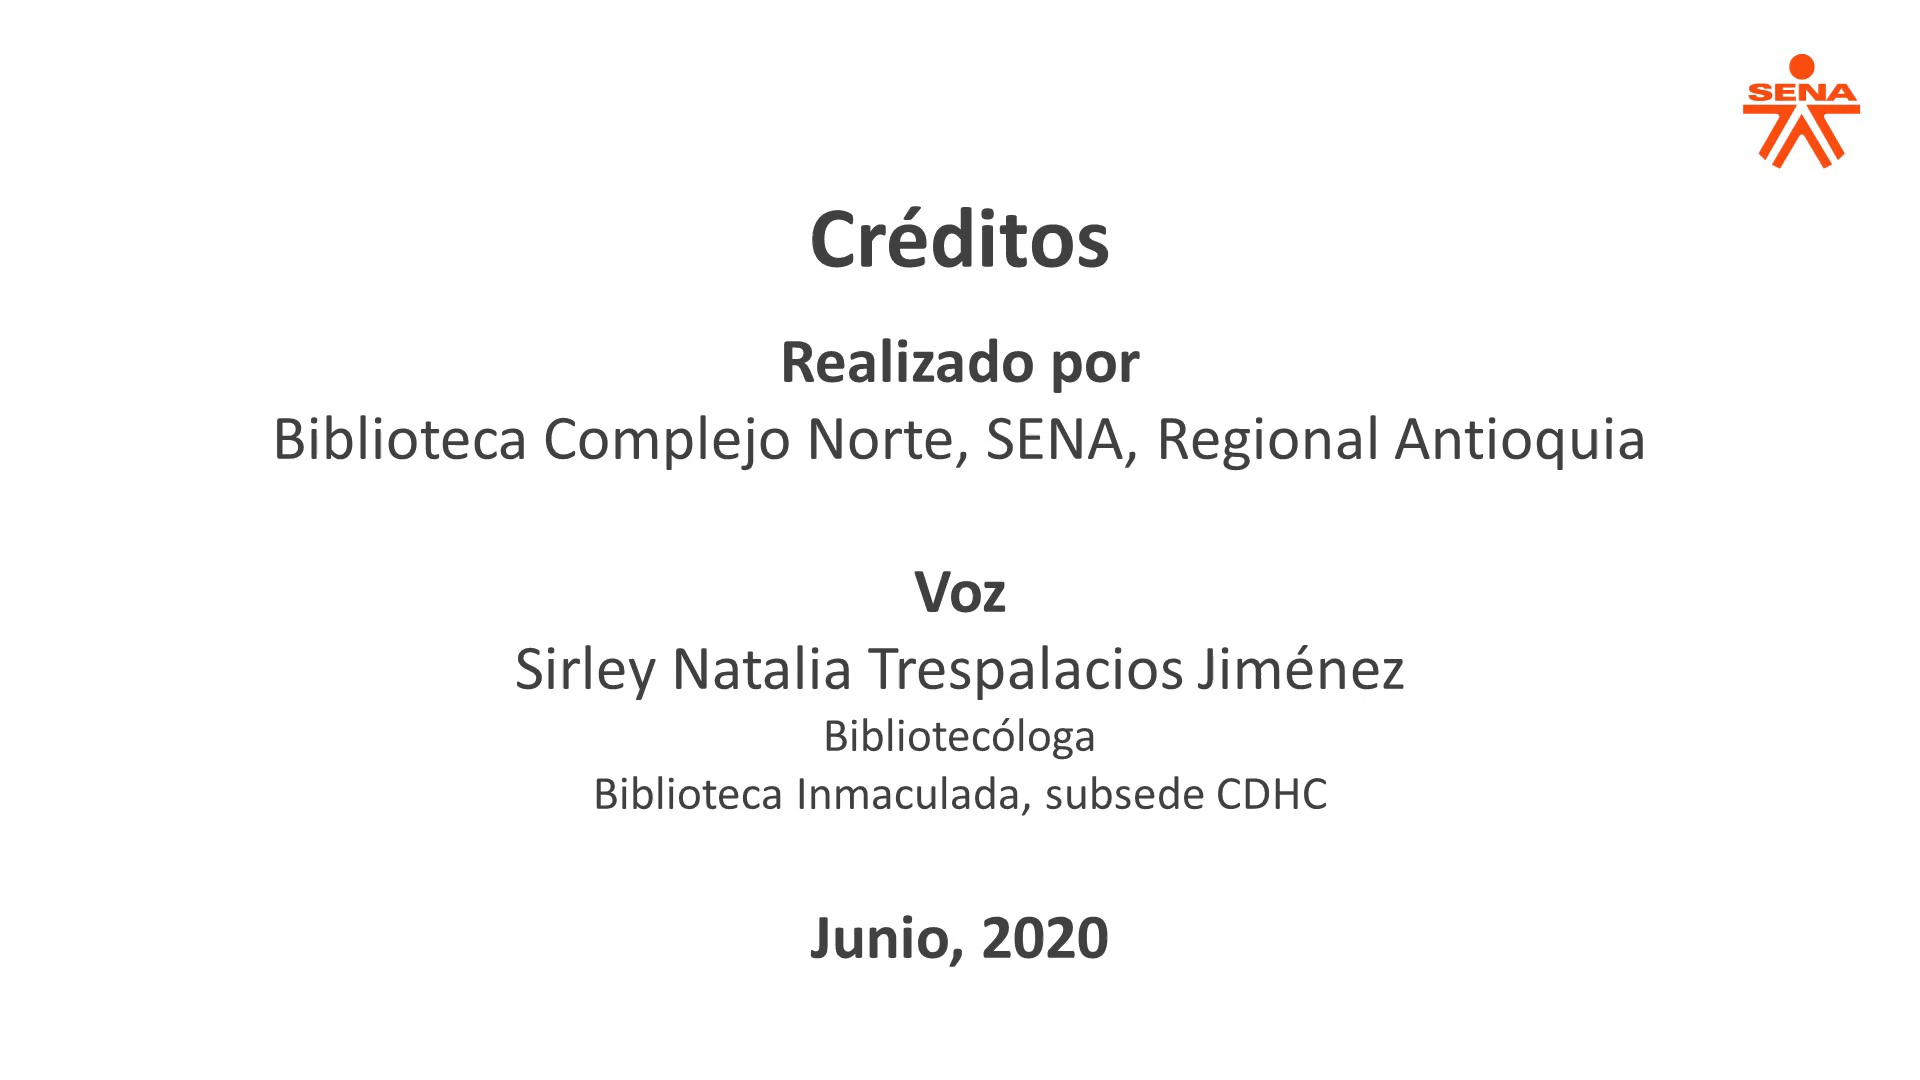 SENA
Créditos
Realizado por
Biblioteca Complejo Norte, SENA, Regional Antioquia
Voz
Sirley Natalia Trespalacios Jiménez
Bibliotecóloga
Biblioteca Inmaculada, subsede CDHC
Junio, 2020